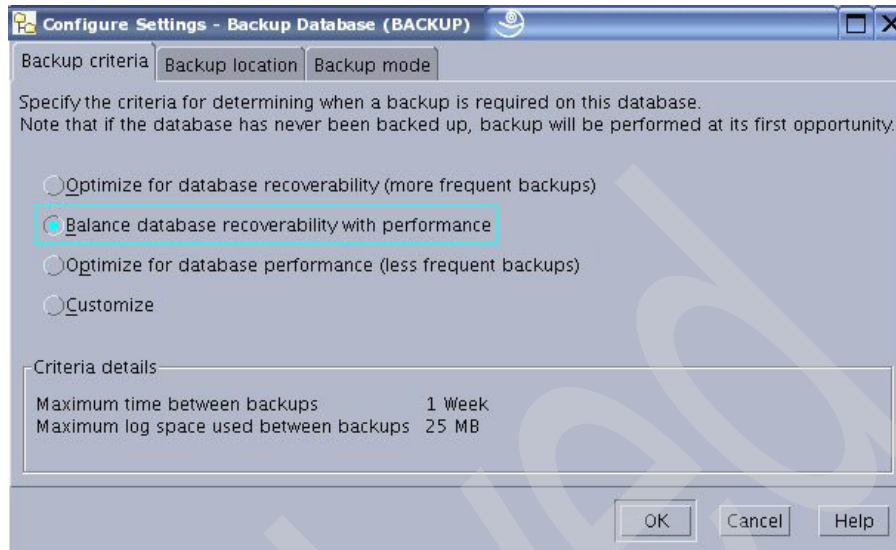 Configure Settings - Backup Database (BACKUP)
Backup criteria Backup location Backup mode
Specify the criteria for determining when a backup is required on this database.
Note that if the database has never been backed up, backup will be performed at its first opportunity.
Optimize for database recoverability (more frequent backups)
Balance database recoverability with performance
Optimize for database performance (less frequent backups)
Customize
Criteria details
Maximum time between backups 1 Week
Maximum log space used between backups 25 MB
OK Cancel Help